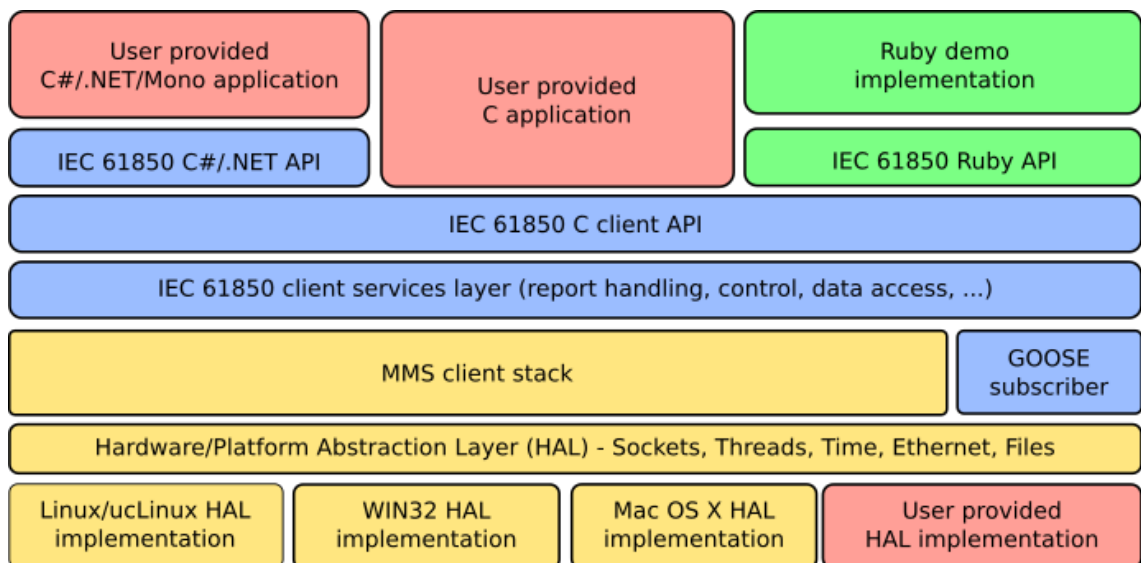 User provided
C#/.NET/Mono application
User provided
C application
Ruby demo
implementation
IEC 61850 C#/.NET API
IEC 61850 Ruby API
IEC 61850 C client API
IEC 61850 client services layer (report handling, control, data access, ...)
MMS client stack
GOOSE
subscriber
Hardware/Platform Abstraction Layer (HAL) - Sockets, Threads, Time, Ethernet, Files
Linux/ucLinux HAL
implementation
WIN32 HAL
implementation
Mac OS X HAL
implementation
User provided
HAL implementation